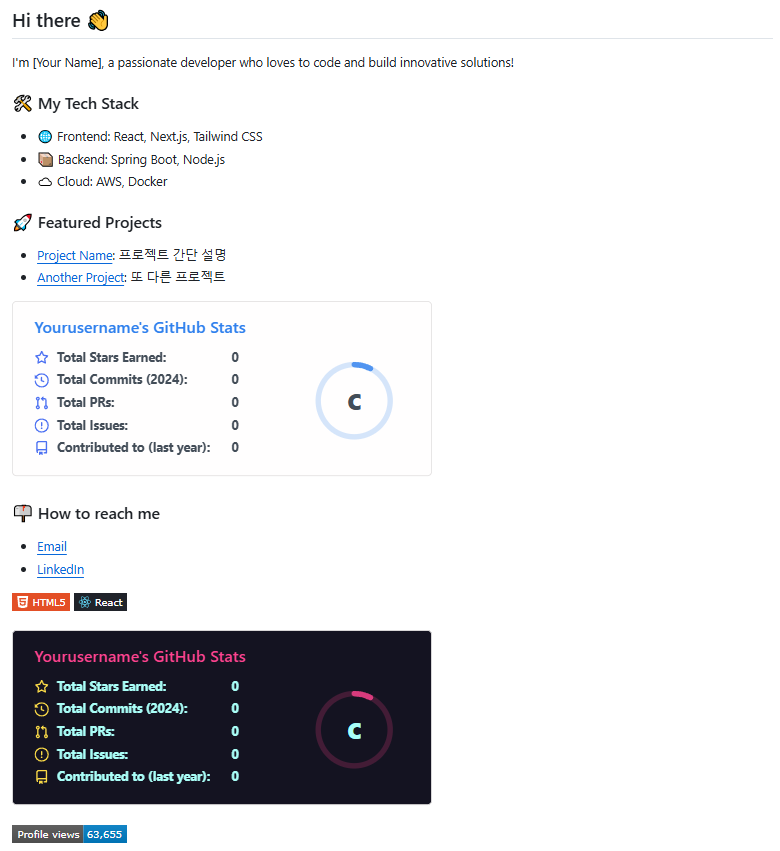 Hi there 👋
I'm [Your Name], a passionate developer who loves to code and build innovative solutions!
🛠 My Tech Stack
🌐 Frontend: React, Next.js, Tailwind CSS
📦 Backend: Spring Boot, Node.js
☁ Cloud: AWS, Docker
🚀 Featured Projects
Project Name: 프로젝트 간단 설명
Another Project: 또 다른 프로젝트
Yourusername's GitHub Stats
Total Stars Earned: 0
Total Commits (2024): 0
Total PRs: 0
Total Issues: 0
Contributed to (last year): 0
C
📫 How to reach me
Email
LinkedIn
HTML5 React
Yourusername's GitHub Stats
Total Stars Earned: 0
Total Commits (2024): 0
Total PRs: 0
Total Issues: 0
Contributed to (last year): 0
C
Profile views 63,655